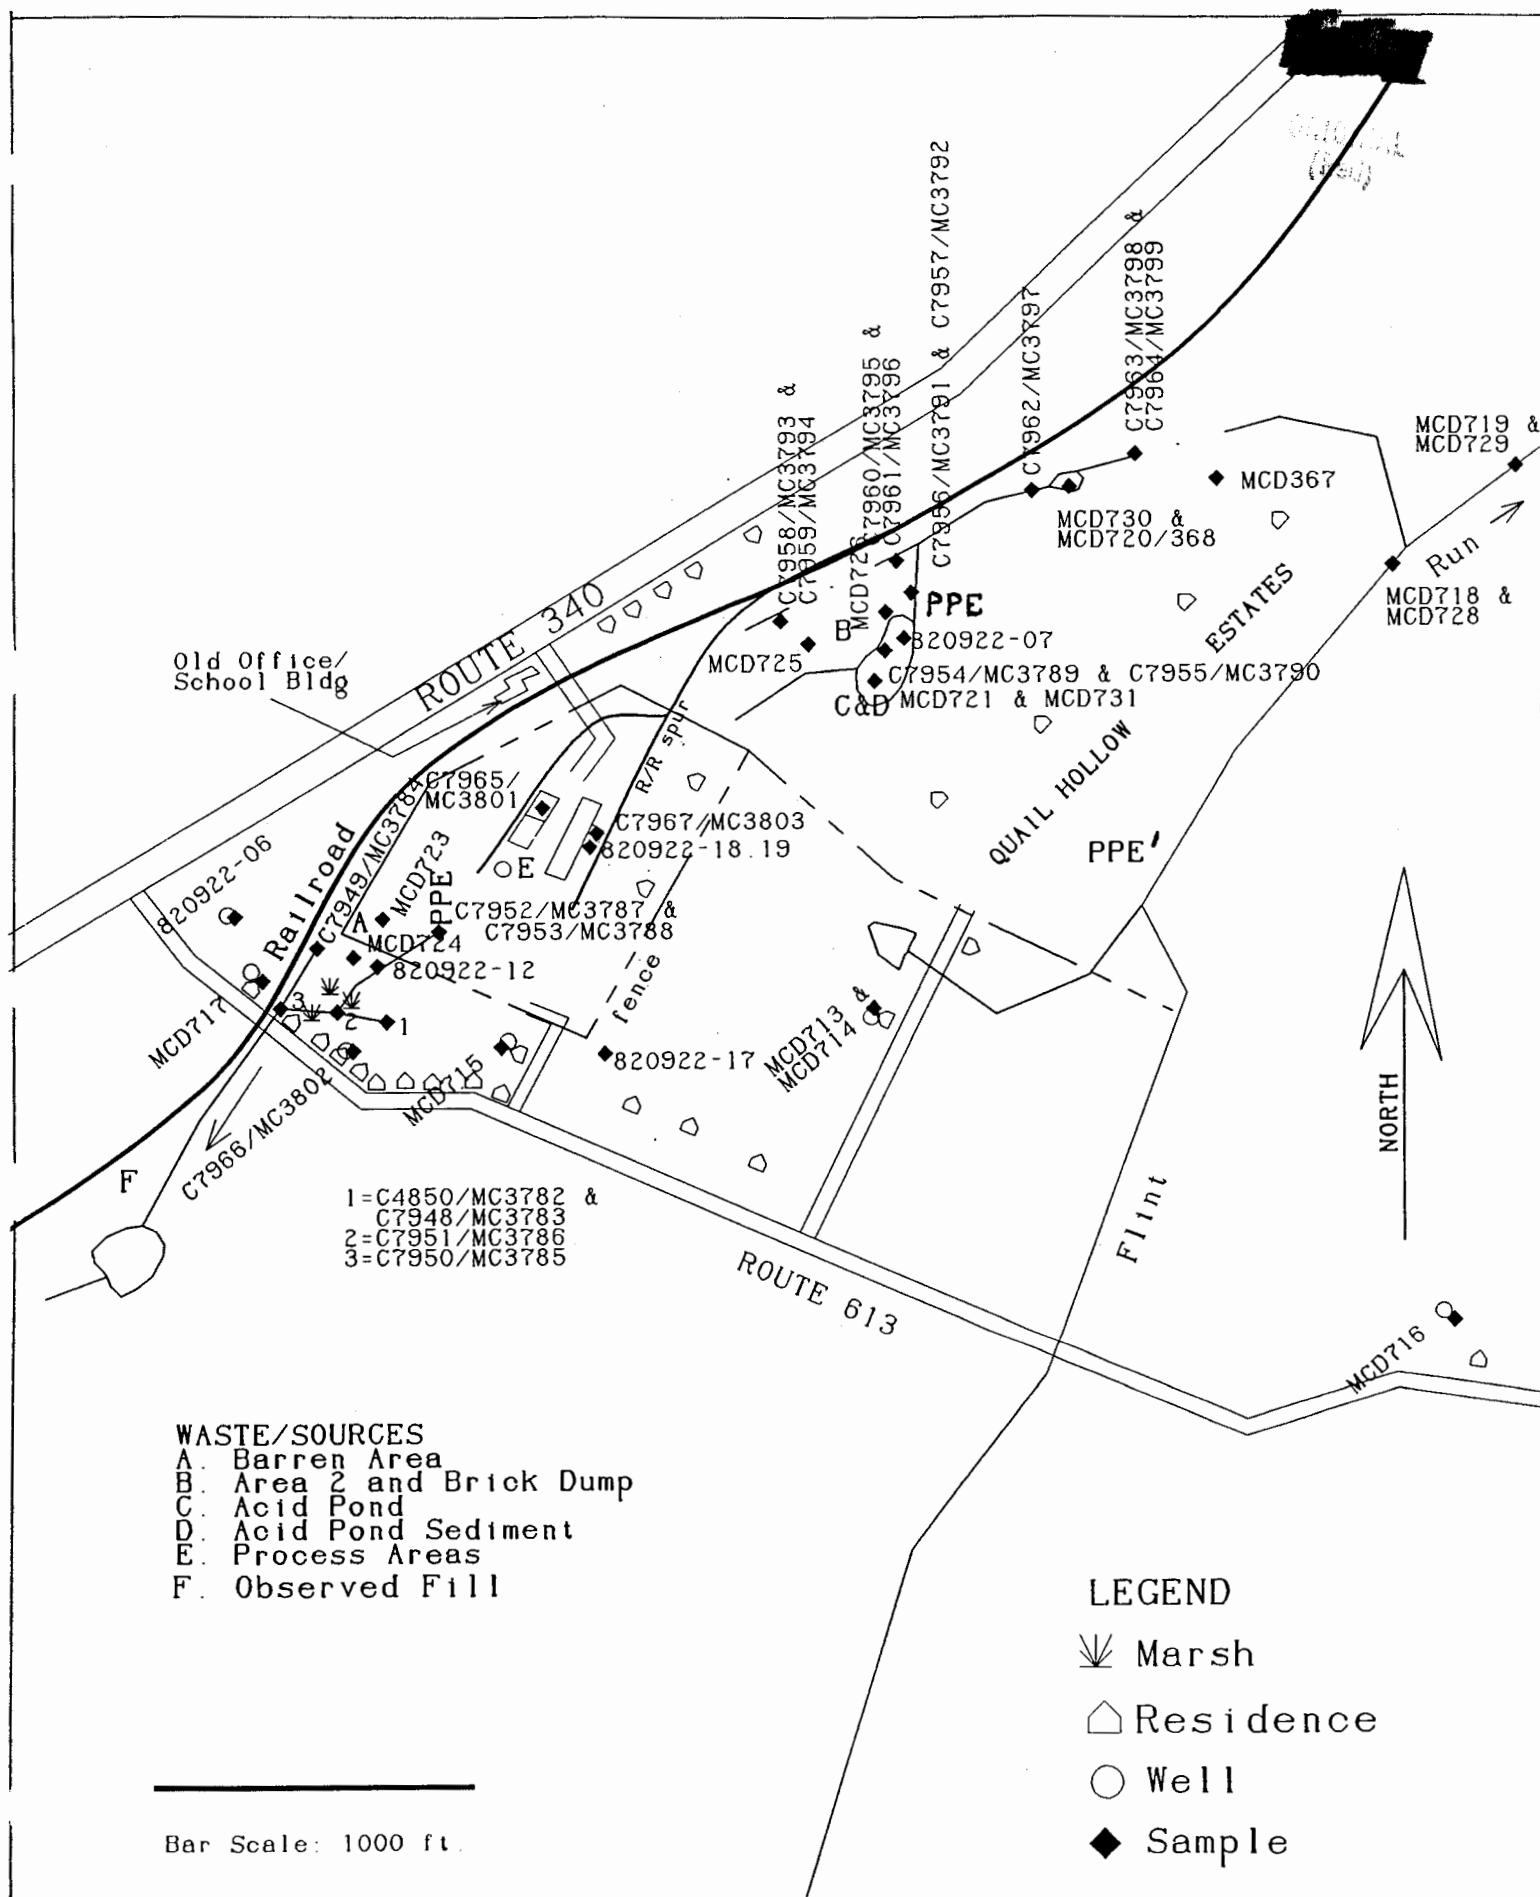 C7957/MC3792
C7956/MC3791 &
C7963/MC3798 &
C7964/MC3799
C7962/MC3797
C7960/MC3795 &
C7961/MC3796
C7958/MC3793 &
C7959/MC3794
MCD719 &
MCD729
MCD367
MCD730 &
MCD720/368
Run
MCD718 &
MCD728
ROUTE 340
MCD726
PPE
B
820922-07
ESTATES
Old Office/
School Bldg
MCD725
C7954/MC3789 & C7955/MC3790
C&D
MCD721 & MCD731
R/R spur
QUAIL HOLLOW
C7965/
MC3801
C7967/MC3803
820922-18.19
E
PPE'
820922-06
Railroad
C7949/MC3784
MCD723
PPE
A
C7952/MC3787 &
C7953/MC3788
MCD724
820922-12
fence
MCD717
3
2
1
MCD713 &
MCD714
820922-17
MCD715
C7966/MC3802
F
NORTH
1=C4850/MC3782 &
C7948/MC3783
2=C7951/MC3786
3=C7950/MC3785
Flint
ROUTE 613
MCD716
WASTE/SOURCES
A. Barren Area
B. Area 2 and Brick Dump
C. Acid Pond
D. Acid Pond Sediment
E. Process Areas
F. Observed Fill
LEGEND
Marsh
Residence
Well
Sample
Bar Scale: 1000 ft.